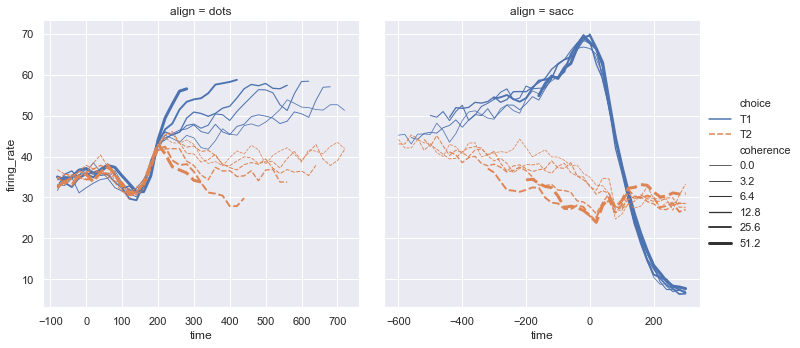 align = dots
align = sacc
firing_rate
70
60
50
40
30
20
10
−100 0 100 200 300 400 500 600 700
time
−600 −400 −200 0 200
time
choice
T1
T2
coherence
0.0
3.2
6.4
12.8
25.6
51.2